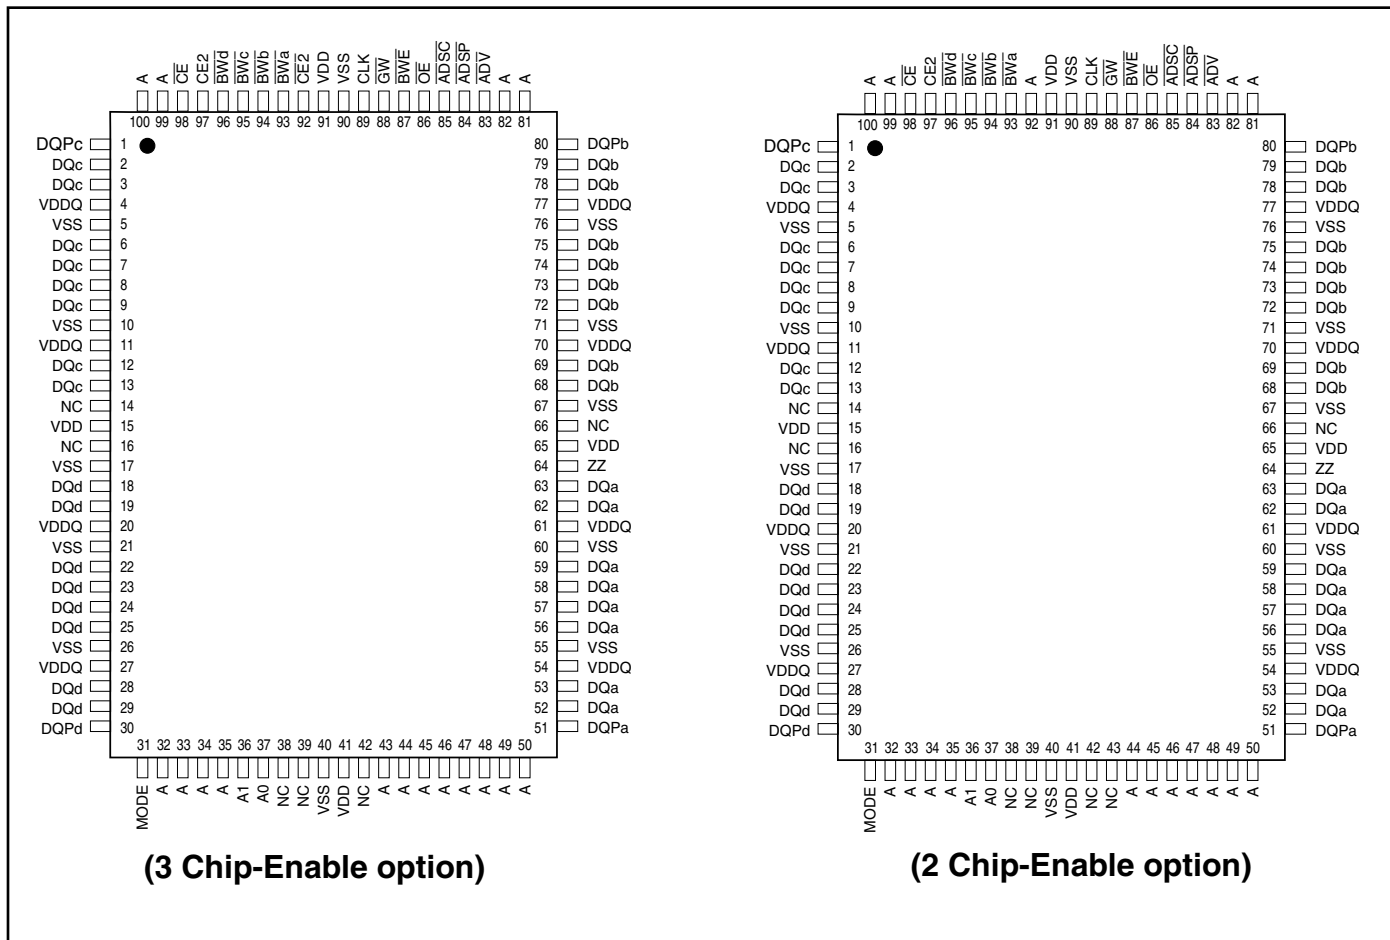 A A CE CE2 BWd BWc BWb BWa CE2 VDD VSS CLK GW BWE OE ADSC ADSP ADV A A
100 99 98 97 96 95 94 93 92 91 90 89 88 87 86 85 84 83 82 81
DQPc 1 80 DQPb
DQc 2 79 DQb
DQc 3 78 DQb
VDDQ 4 77 VDDQ
VSS 5 76 VSS
DQc 6 75 DQb
DQc 7 74 DQb
DQc 8 73 DQb
DQc 9 72 DQb
VSS 10 71 VSS
VDDQ 11 70 VDDQ
DQc 12 69 DQb
DQc 13 68 DQb
NC 14 67 VSS
VDD 15 66 NC
NC 16 65 VDD
VSS 17 64 ZZ
DQd 18 63 DQa
DQd 19 62 DQa
VDDQ 20 61 VDDQ
VSS 21 60 VSS
DQd 22 59 DQa
DQd 23 58 DQa
DQd 24 57 DQa
DQd 25 56 DQa
VSS 26 55 VSS
VDDQ 27 54 VDDQ
DQd 28 53 DQa
DQd 29 52 DQa
DQPd 30 51 DQPa
31 32 33 34 35 36 37 38 39 40 41 42 43 44 45 46 47 48 49 50
MODE A A A A A1 A0 NC NC VSS VDD NC A A A A A A A A
(3 Chip-Enable option)
A A CE CE2 BWd BWc BWb BWa A VDD VSS CLK GW BWE OE ADSC ADSP ADV A A
100 99 98 97 96 95 94 93 92 91 90 89 88 87 86 85 84 83 82 81
DQPc 1 80 DQPb
DQc 2 79 DQb
DQc 3 78 DQb
VDDQ 4 77 VDDQ
VSS 5 76 VSS
DQc 6 75 DQb
DQc 7 74 DQb
DQc 8 73 DQb
DQc 9 72 DQb
VSS 10 71 VSS
VDDQ 11 70 VDDQ
DQc 12 69 DQb
DQc 13 68 DQb
NC 14 67 VSS
VDD 15 66 NC
NC 16 65 VDD
VSS 17 64 ZZ
DQd 18 63 DQa
DQd 19 62 DQa
VDDQ 20 61 VDDQ
VSS 21 60 VSS
DQd 22 59 DQa
DQd 23 58 DQa
DQd 24 57 DQa
DQd 25 56 DQa
VSS 26 55 VSS
VDDQ 27 54 VDDQ
DQd 28 53 DQa
DQd 29 52 DQa
DQPd 30 51 DQPa
31 32 33 34 35 36 37 38 39 40 41 42 43 44 45 46 47 48 49 50
MODE A A A A A1 A0 NC NC VSS VDD NC NC A A A A A A A
(2 Chip-Enable option)